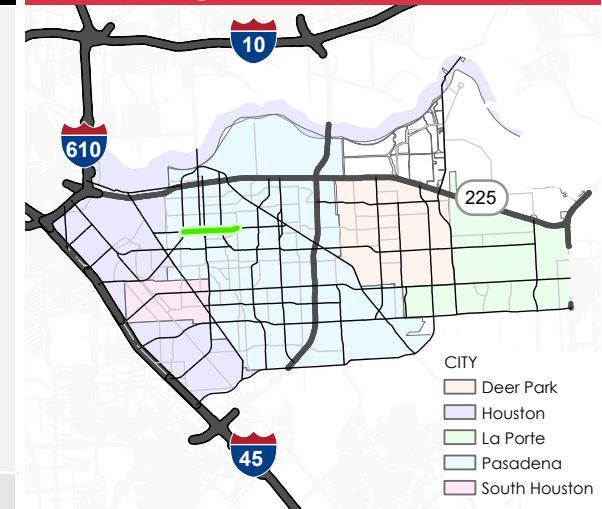 10
610
225
CITY
Deer Park
Houston
La Porte
Pasadena
South Houston
45